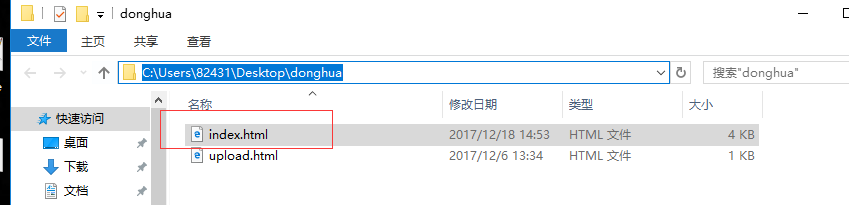 donghua
文件 主页 共享 查看
C:\Users\82431\Desktop\donghua 搜索"donghua"
名称 修改日期 类型 大小
快速访问
桌面
下载
文档
index.html 2017/12/18 14:53 HTML 文件 4 KB
upload.html 2017/12/6 13:34 HTML 文件 1 KB